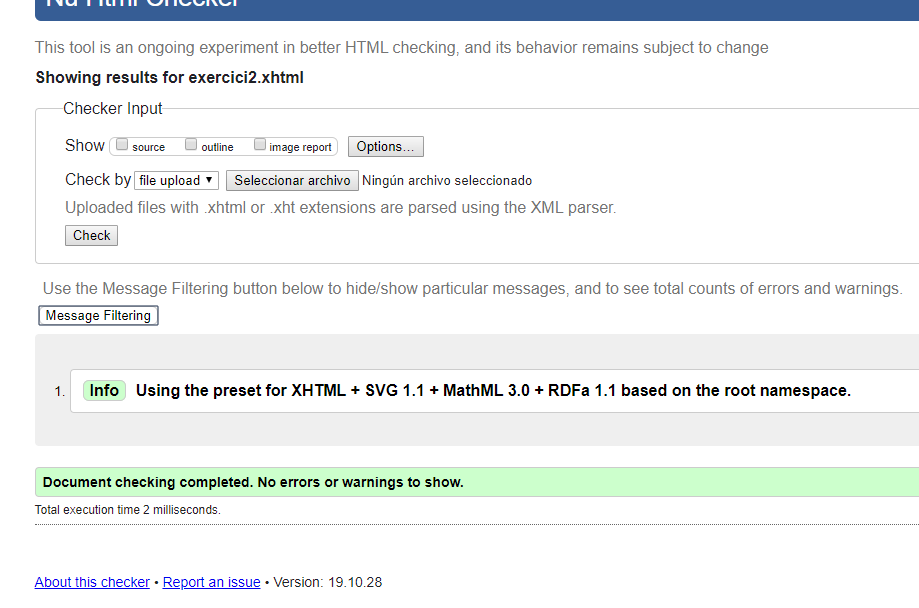 Nu Html Checker
This tool is an ongoing experiment in better HTML checking, and its behavior remains subject to change
Showing results for exercici2.xhtml
Checker Input
Show source outline image report Options...
Check by file upload ▼ Seleccionar archivo Ningún archivo seleccionado
Uploaded files with .xhtml or .xht extensions are parsed using the XML parser.
Check
Use the Message Filtering button below to hide/show particular messages, and to see total counts of errors and warnings.
Message Filtering
1. Info Using the preset for XHTML + SVG 1.1 + MathML 3.0 + RDFa 1.1 based on the root namespace.
Document checking completed. No errors or warnings to show.
Total execution time 2 milliseconds.
About this checker • Report an issue • Version: 19.10.28